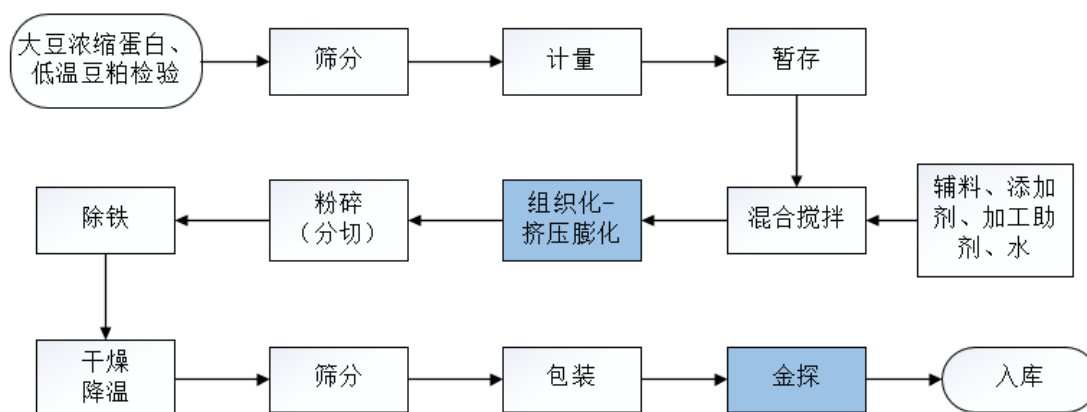 大豆浓缩蛋白、
低温豆粕检验
筛分
计量
暂存
除铁
粉碎
（分切）
组织化-
挤压膨化
混合搅拌
辅料、添加
剂、加工助
剂、水
干燥
降温
筛分
包装
金探
入库